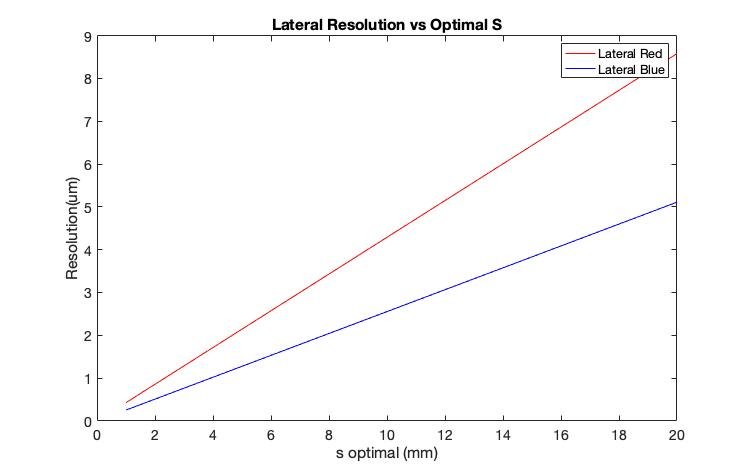 Lateral Resolution vs Optimal S
9
8
7
6
5
4
3
2
1
0
Resolution(um)
Lateral Red
Lateral Blue
0 2 4 6 8 10 12 14 16 18 20
s optimal (mm)